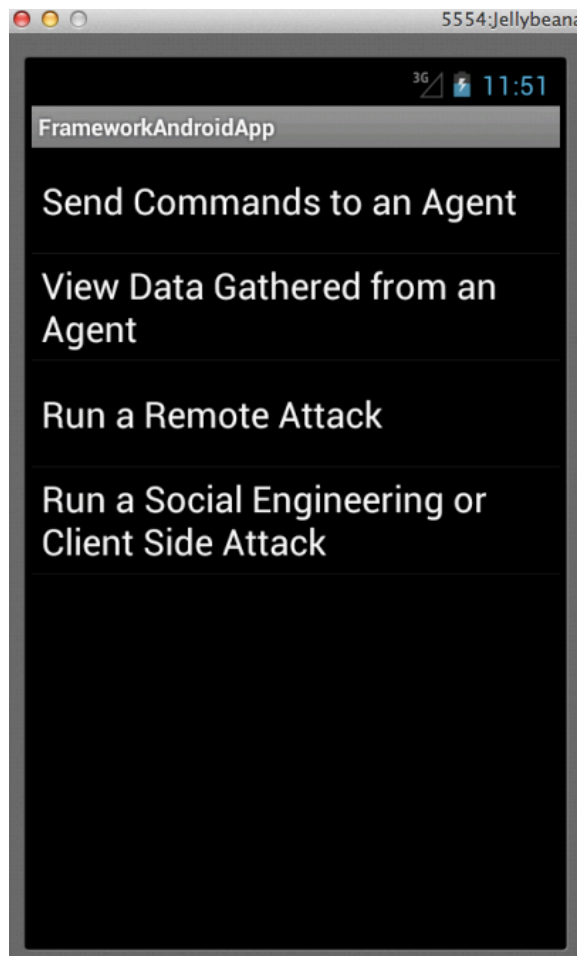 5554:Jellybeana
3G 11:51
FrameworkAndroidApp
Send Commands to an Agent
View Data Gathered from an
Agent
Run a Remote Attack
Run a Social Engineering or
Client Side Attack